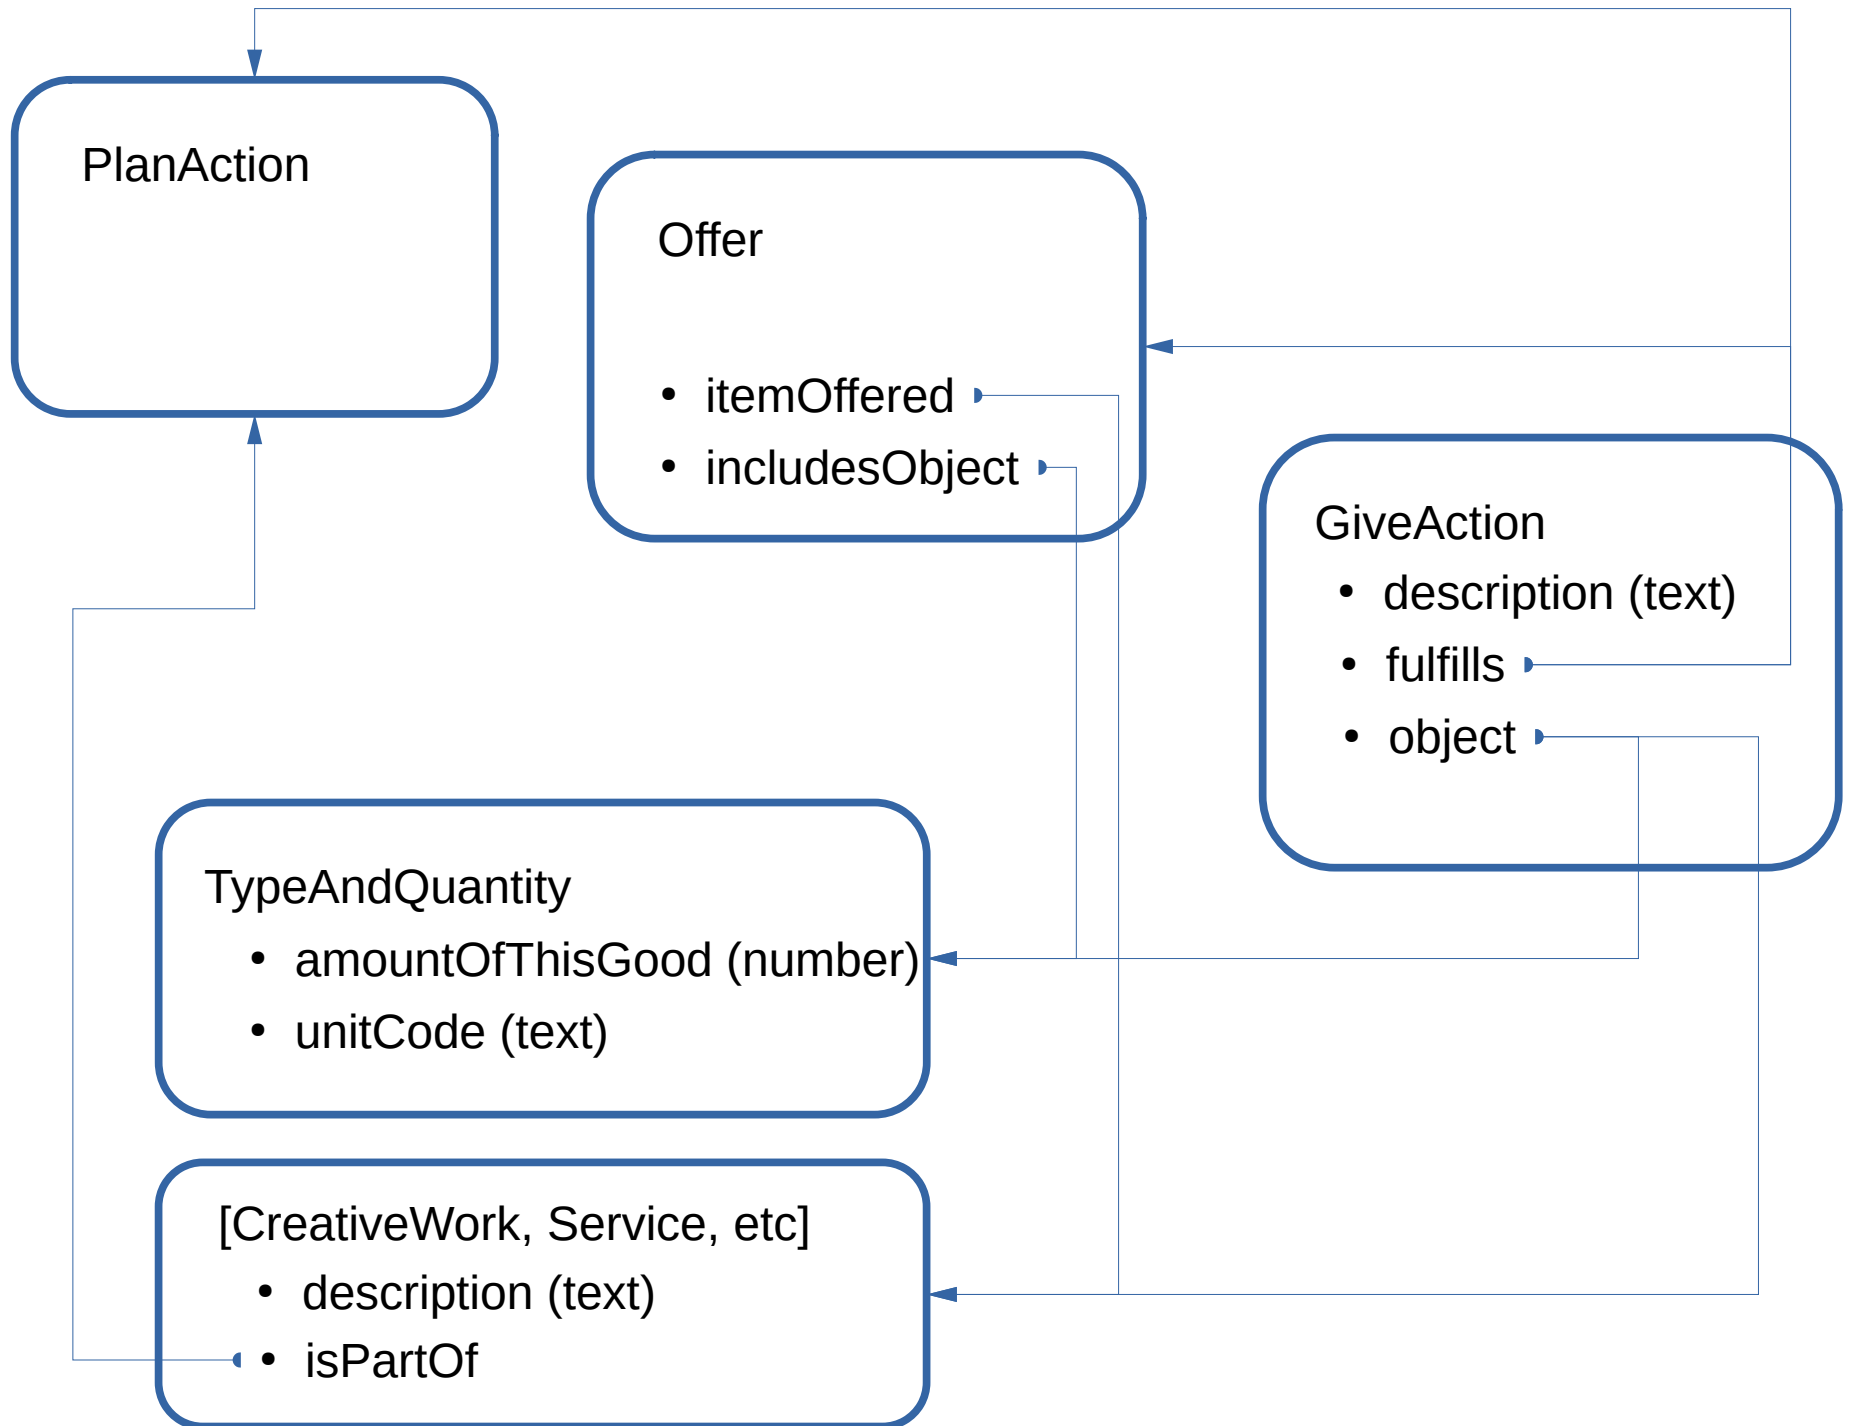 PlanAction
Offer
• itemOffered
• includesObject
GiveAction
• description (text)
• fulfills
• object
TypeAndQuantity
• amountOfThisGood (number)
• unitCode (text)
[CreativeWork, Service, etc]
• description (text)
• isPartOf